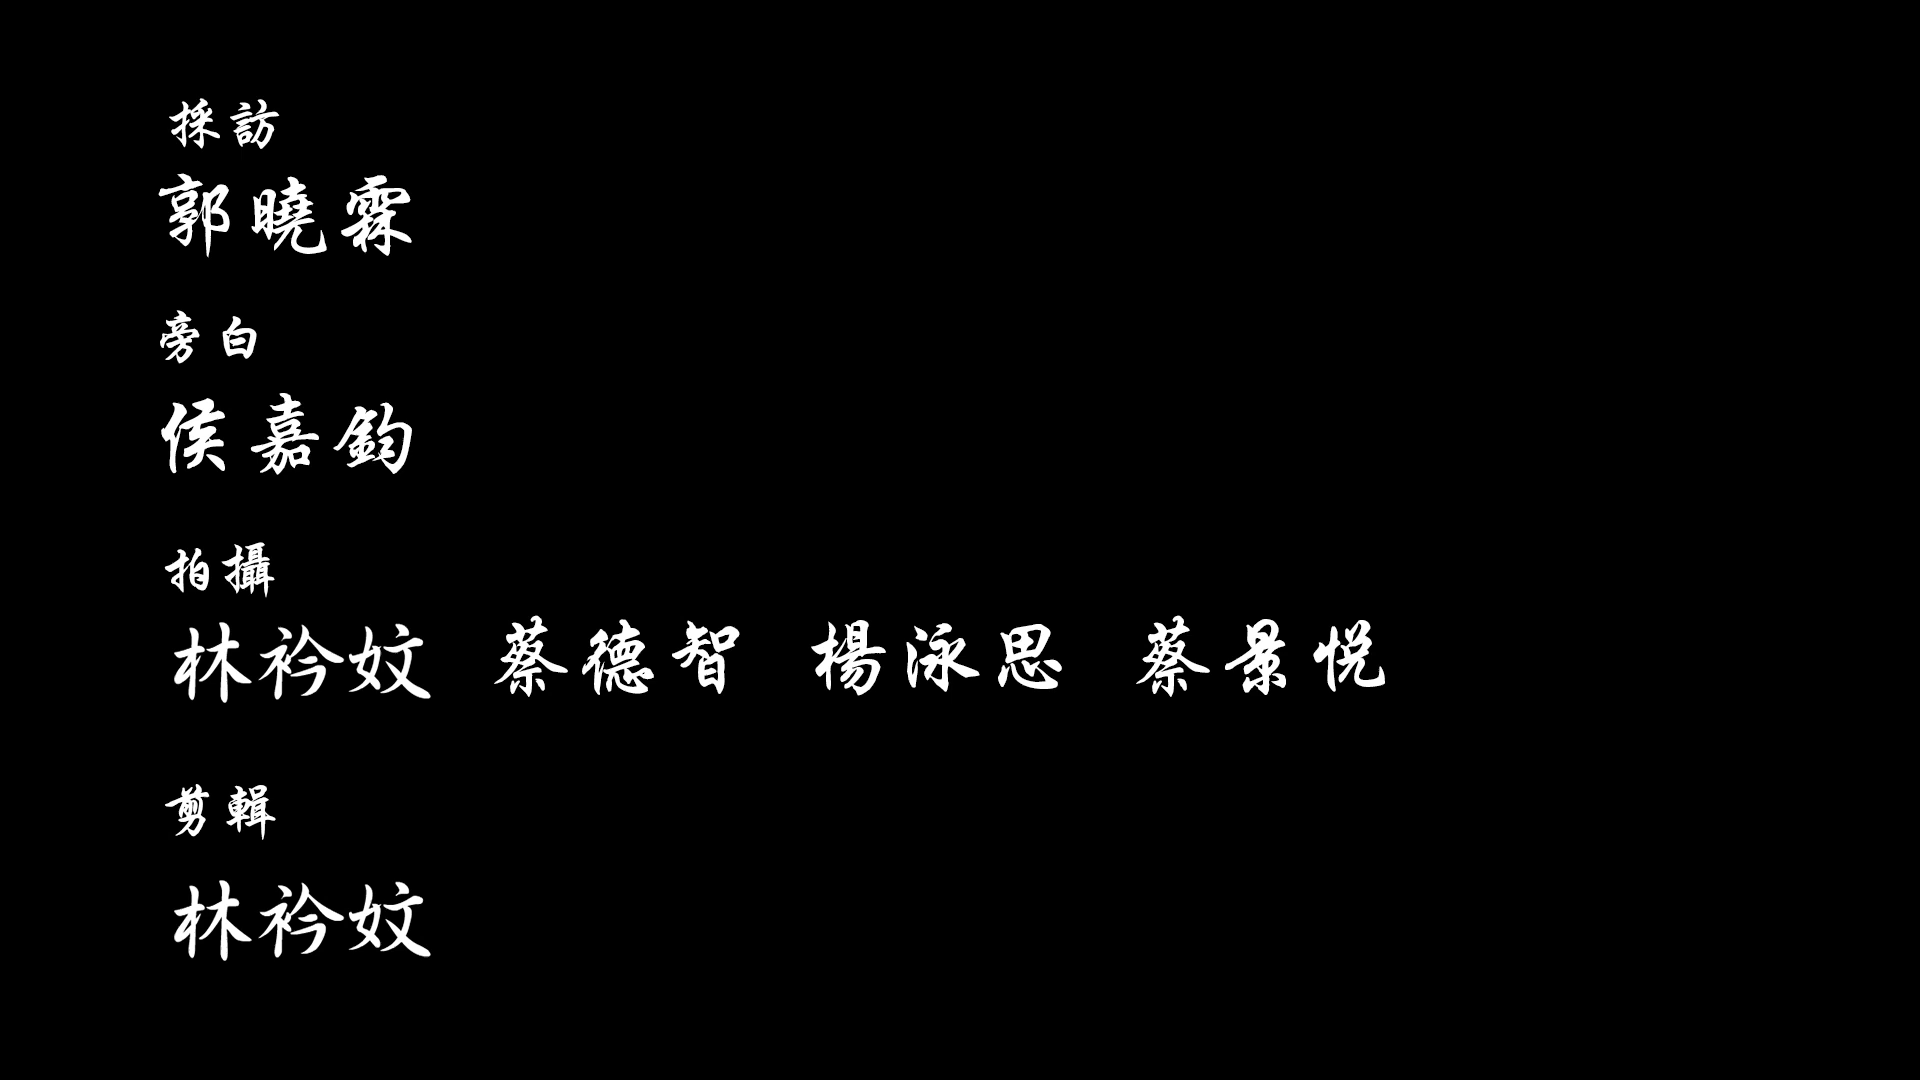 採訪
郭曉霖
旁白
侯嘉鈞
拍攝
林衿妏 蔡德智 楊泳思 蔡景悦
剪輯
林衿妏